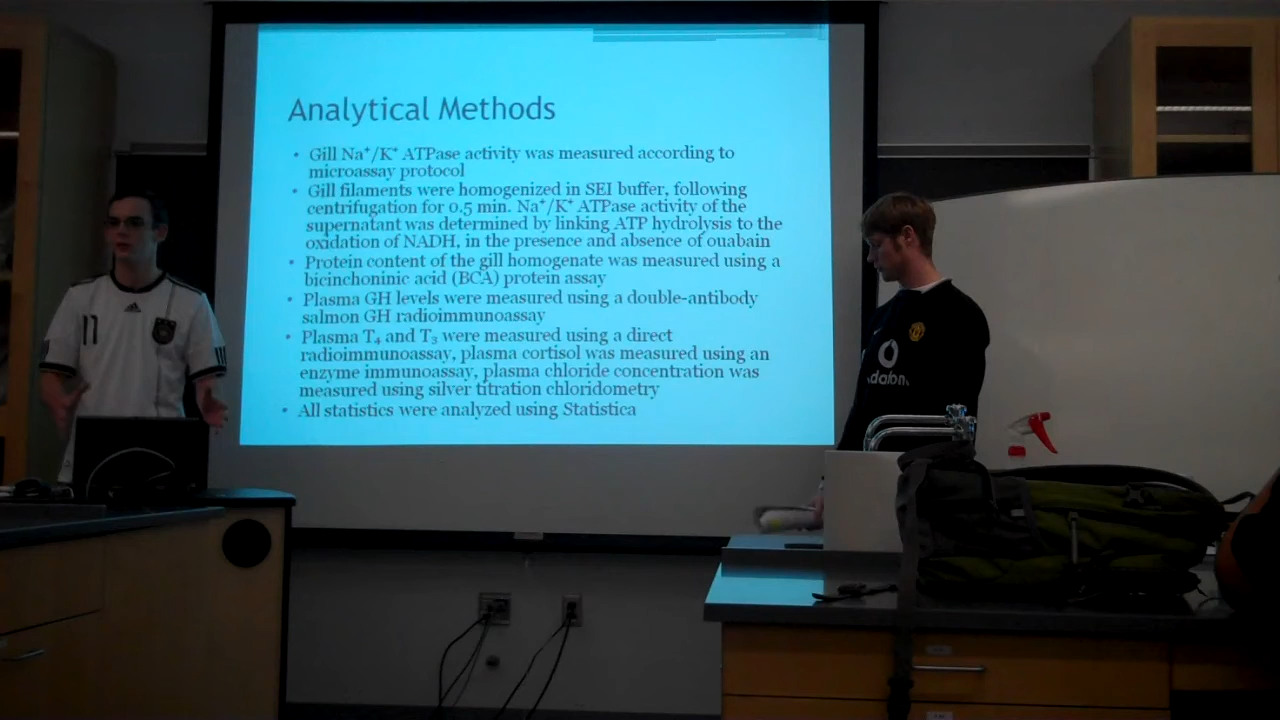 Analytical Methods
• Gill Na⁺/K⁺ ATPase activity was measured according to
microassay protocol
• Gill filaments were homogenized in SEI buffer, following
centrifugation for 0.5 min. Na⁺/K⁺ ATPase activity of the
supernatant was determined by linking ATP hydrolysis to the
oxidation of NADH, in the presence and absence of ouabain
• Protein content of the gill homogenate was measured using a
bicinchoninic acid (BCA) protein assay
• Plasma GH levels were measured using a double-antibody
salmon GH radioimmunoassay
• Plasma T₄ and T₃ were measured using a direct
radioimmunoassay, plasma cortisol was measured using an
enzyme immunoassay, plasma chloride concentration was
measured using silver titration chloridometry
• All statistics were analyzed using Statistica
11
adidas
vodafone